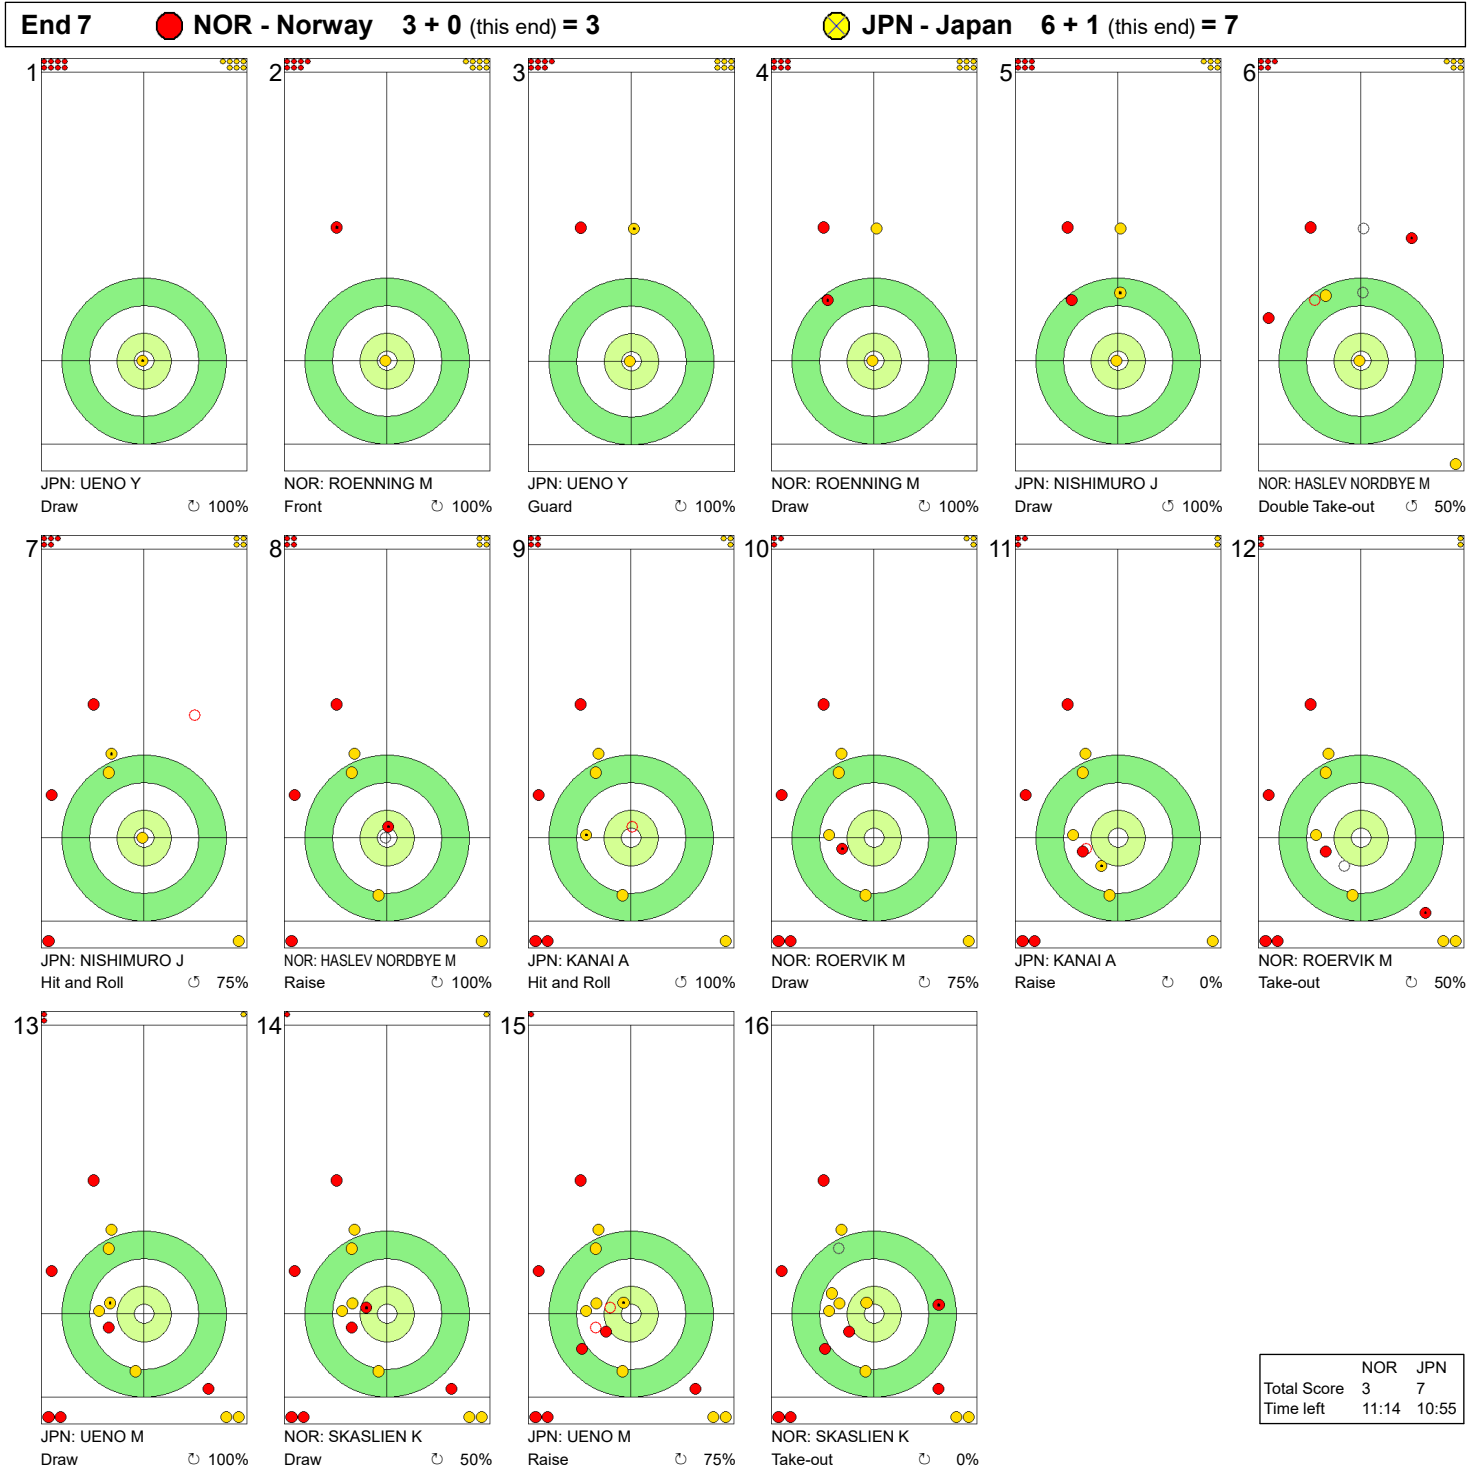 End 7 NOR - Norway 3 + 0 (this end) = 3 JPN - Japan 6 + 1 (this end) = 7
1 2 3 4 5 6
JPN: UENO Y NOR: ROENNING M JPN: UENO Y NOR: ROENNING M JPN: NISHIMURO J NOR: HASLEV NORDBYE M
Draw ↻ 100% Front ↻ 100% Guard ↻ 100% Draw ↻ 100% Draw ↻ 100% Double Take-out ↺ 50%
7 8 9 10 11 12
JPN: NISHIMURO J NOR: HASLEV NORDBYE M JPN: KANAI A NOR: ROERVIK M JPN: KANAI A NOR: ROERVIK M
Hit and Roll ↺ 75% Raise ↻ 100% Hit and Roll ↻ 100% Draw ↻ 75% Raise ↻ 0% Take-out ↻ 50%
13 14 15 16
NOR JPN
Total Score 3 7
Time left 11:14 10:55
JPN: UENO M NOR: SKASLIEN K JPN: UENO M NOR: SKASLIEN K
Draw ↻ 100% Draw ↻ 50% Raise ↻ 75% Take-out ↻ 0%